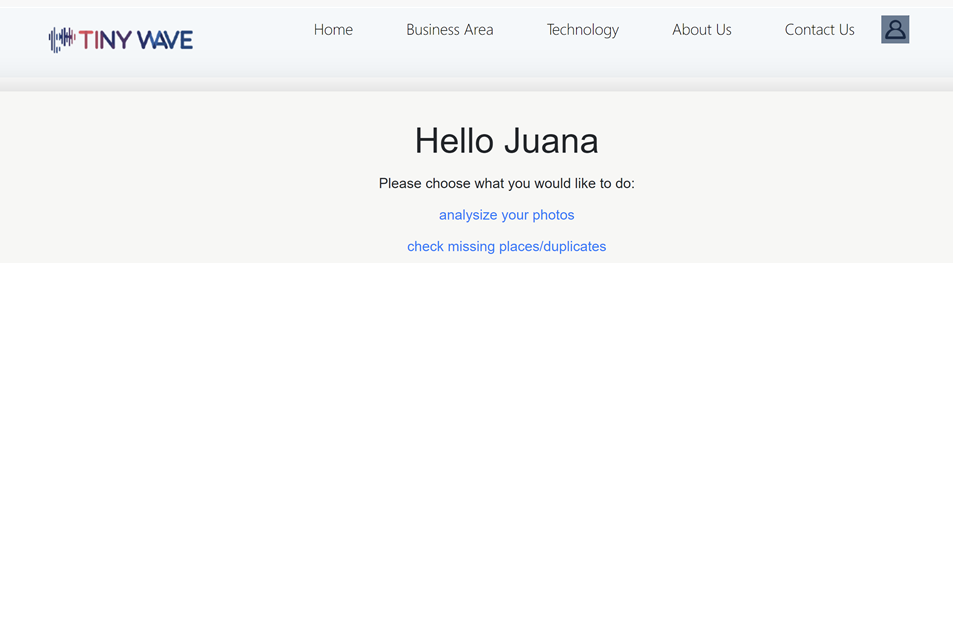 TINY WAVE
Home Business Area Technology About Us Contact Us
Hello Juana
Please choose what you would like to do:
analysize your photos
check missing places/duplicates